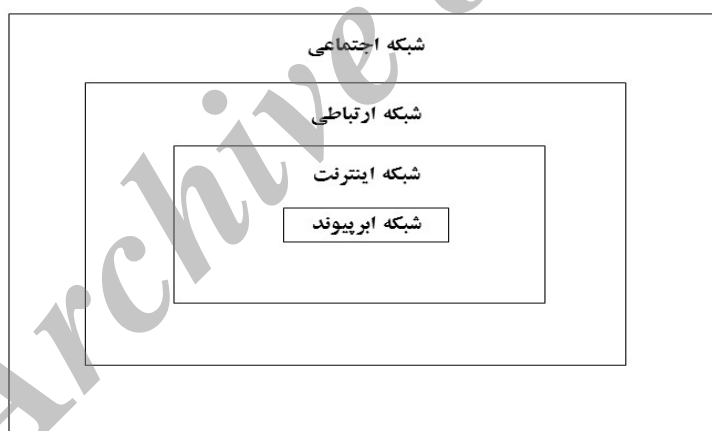 شبکه اجتماعی
شبکه ارتباطی
شبکه اینترنت
شبکه ابرپیوند
Archive